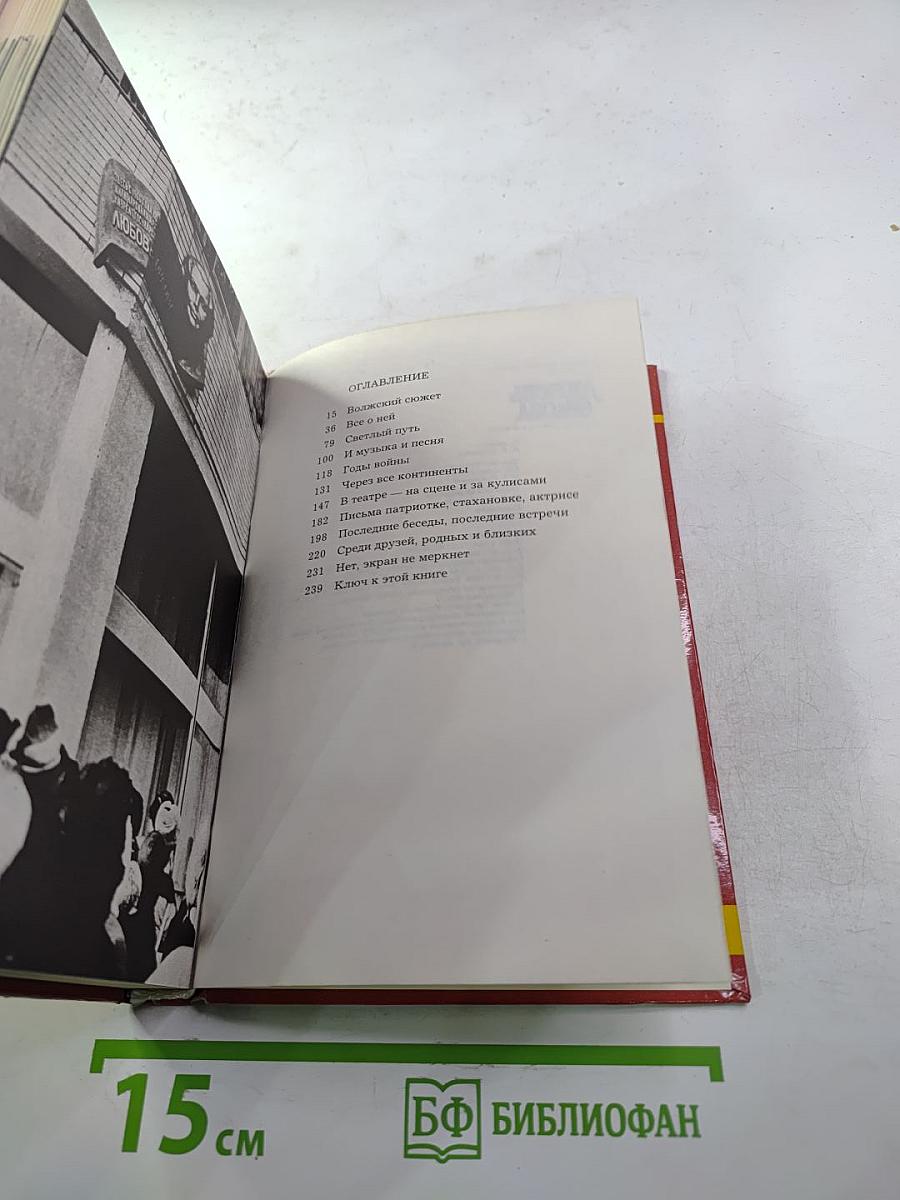 ЛЮБОВЬ
ОГЛАВЛЕНИЕ
15 Волжский сюжет
36 Все о ней
79 Светлый путь
100 И музыка и песня
118 Годы войны
131 Через все континенты
147 В театре — на сцене и за кулисами
182 Письма патриотке, стахановке, актрисе
198 Последние беседы, последние встречи
220 Среди друзей, родных и близких
231 Нет, экран не меркнет
239 Ключ к этой книге
15 см
БФ БИБЛИОФАН